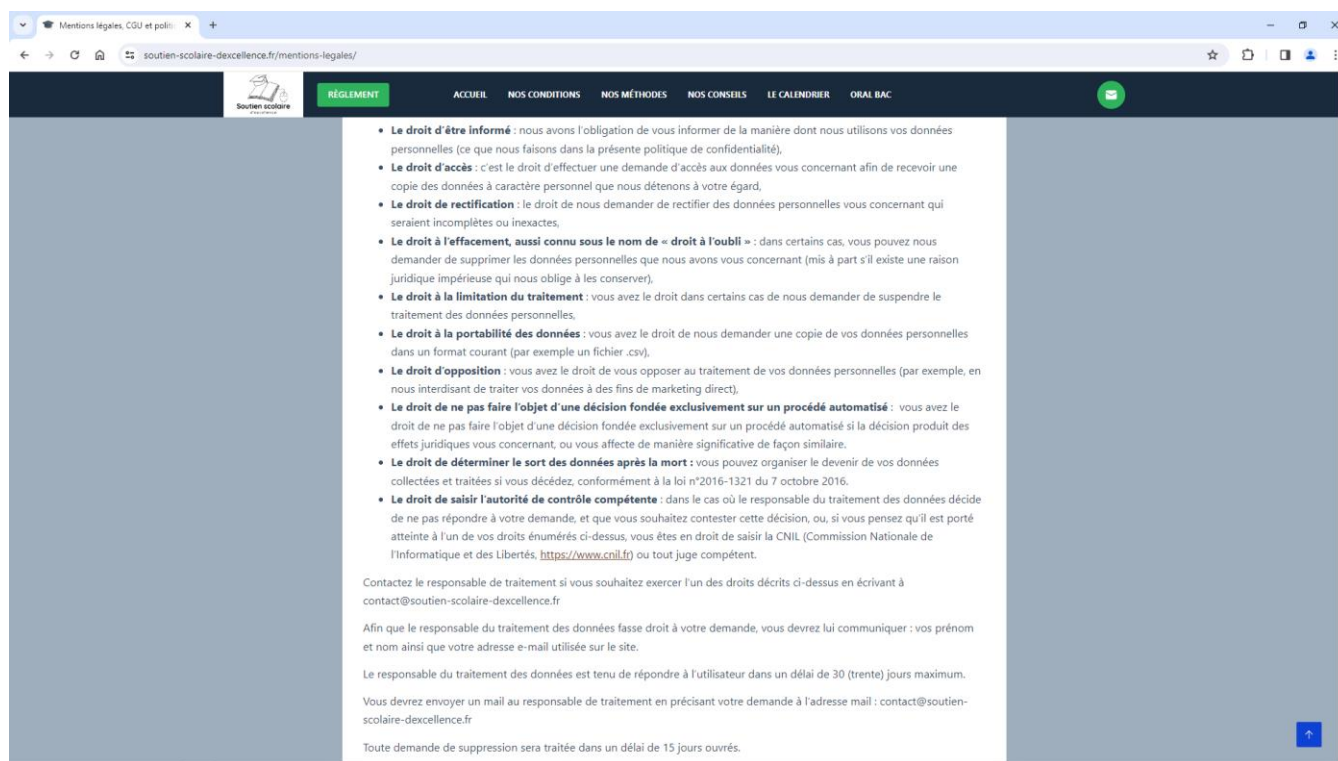 Mentions légales, CGU et politi
soutien-scolaire-dexcellence.fr/mentions-legales/
Soutien scolaire
d'excellence
RÈGLEMENT
ACCUEIL NOS CONDITIONS NOS MÉTHODES NOS CONSEILS LE CALENDRIER ORAL BAC
• Le droit d'être informé : nous avons l'obligation de vous informer de la manière dont nous utilisons vos données
personnelles (ce que nous faisons dans la présente politique de confidentialité),
• Le droit d'accès : c'est le droit d'effectuer une demande d'accès aux données vous concernant afin de recevoir une
copie des données à caractère personnel que nous détenons à votre égard,
• Le droit de rectification : le droit de nous demander de rectifier des données personnelles vous concernant qui
seraient incomplètes ou inexactes,
• Le droit à l'effacement, aussi connu sous le nom de « droit à l'oubli » : dans certains cas, vous pouvez nous
demander de supprimer les données personnelles que nous avons vous concernant (mis à part s'il existe une raison
juridique impérieuse qui nous oblige à les conserver),
• Le droit à la limitation du traitement : vous avez le droit dans certains cas de nous demander de suspendre le
traitement des données personnelles,
• Le droit à la portabilité des données : vous avez le droit de nous demander une copie de vos données personnelles
dans un format courant (par exemple un fichier .csv),
• Le droit d'opposition : vous avez le droit de vous opposer au traitement de vos données personnelles (par exemple, en
nous interdisant de traiter vos données à des fins de marketing direct),
• Le droit de ne pas faire l'objet d'une décision fondée exclusivement sur un procédé automatisé : vous avez le
droit de ne pas faire l'objet d'une décision fondée exclusivement sur un procédé automatisé si la décision produit des
effets juridiques vous concernant, ou vous affecte de manière significative de façon similaire.
• Le droit de déterminer le sort des données après la mort : vous pouvez organiser le devenir de vos données
collectées et traitées si vous décédez, conformément à la loi n°2016-1321 du 7 octobre 2016.
• Le droit de saisir l'autorité de contrôle compétente : dans le cas où le responsable du traitement des données décide
de ne pas répondre à votre demande, et que vous souhaitez contester cette décision, ou, si vous pensez qu'il est porté
atteinte à l'un de vos droits énumérés ci-dessus, vous êtes en droit de saisir la CNIL (Commission Nationale de
l'Informatique et des Libertés, https://www.cnil.fr) ou tout juge compétent.
Contactez le responsable de traitement si vous souhaitez exercer l'un des droits décrits ci-dessus en écrivant à
contact@soutien-scolaire-dexcellence.fr
Afin que le responsable du traitement des données fasse droit à votre demande, vous devrez lui communiquer : vos prénom
et nom ainsi que votre adresse e-mail utilisée sur le site.
Le responsable du traitement des données est tenu de répondre à l'utilisateur dans un délai de 30 (trente) jours maximum.
Vous devrez envoyer un mail au responsable de traitement en précisant votre demande à l'adresse mail : contact@soutien-
scolaire-dexcellence.fr
Toute demande de suppression sera traitée dans un délai de 15 jours ouvrés.